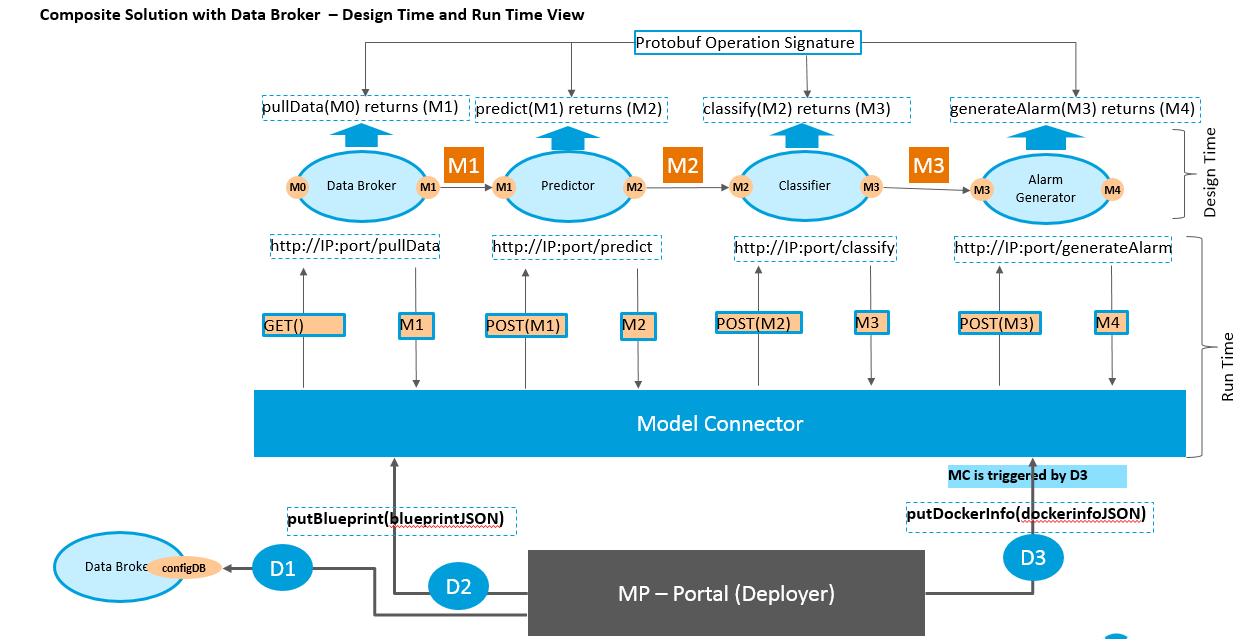 Composite Solution with Data Broker – Design Time and Run Time View
Protobuf Operation Signature
pullData(M0) returns (M1)
predict(M1) returns (M2)
classify(M2) returns (M3)
generateAlarm(M3) returns (M4)
M1
M2
M3
M0
Data Broker
M1
M1
Predictor
M2
M2
Classifier
M3
M3
Alarm
Generator
M4
Design Time
http://IP:port/pullData
http://IP:port/predict
http://IP:port/classify
http://IP:port/generateAlarm
GET()
M1
POST(M1)
M2
POST(M2)
M3
POST(M3)
M4
Run Time
Model Connector
MC is triggered by D3
putBlueprint(blueprintJSON)
putDockerInfo(dockerinfoJSON)
Data Broke
configDB
D1
D2
D3
MP – Portal (Deployer)